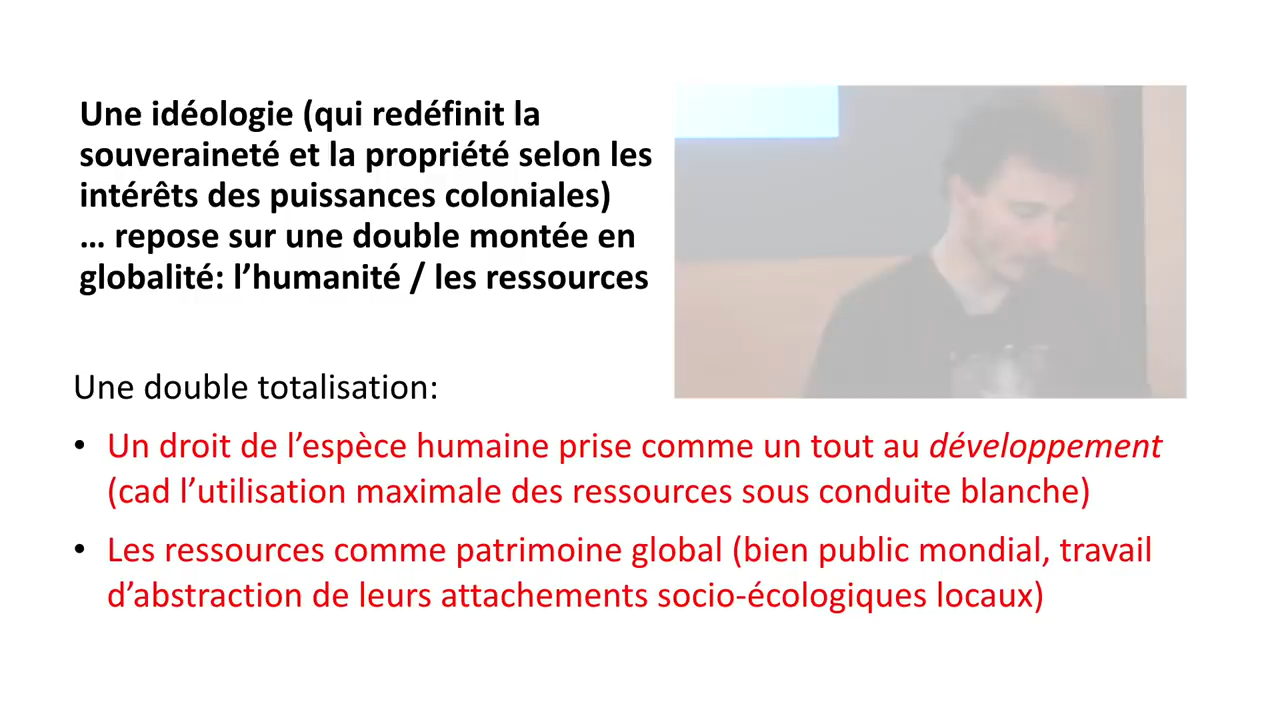 Une idéologie (qui redéfinit la
souveraineté et la propriété selon les
intérêts des puissances coloniales)
… repose sur une double montée en
globalité: l’humanité / les ressources
Une double totalisation:
• Un droit de l’espèce humaine prise comme un tout au développement
(cad l’utilisation maximale des ressources sous conduite blanche)
• Les ressources comme patrimoine global (bien public mondial, travail
d’abstraction de leurs attachements socio-écologiques locaux)